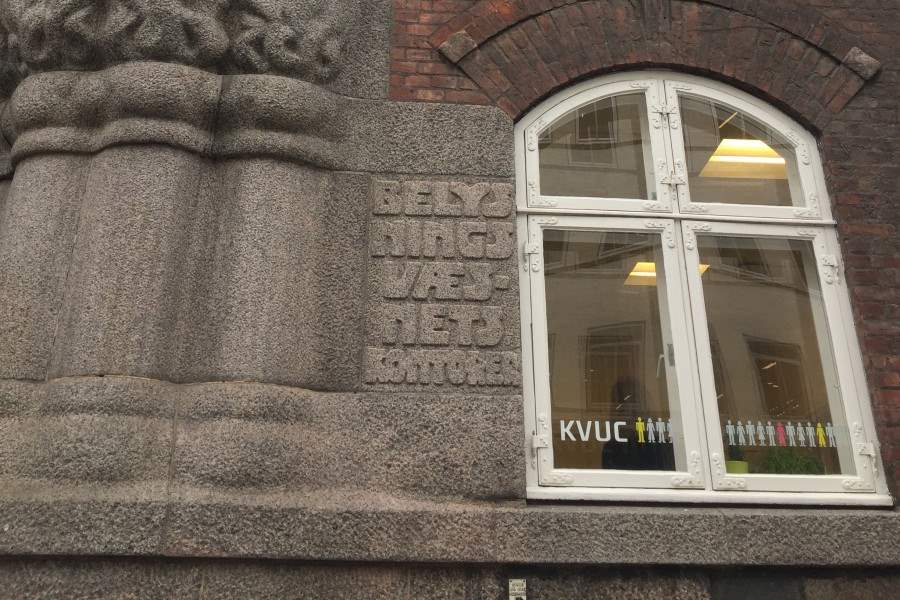 BELYS
NINGS
VÆS-
NETS
KONTORER
KVUC